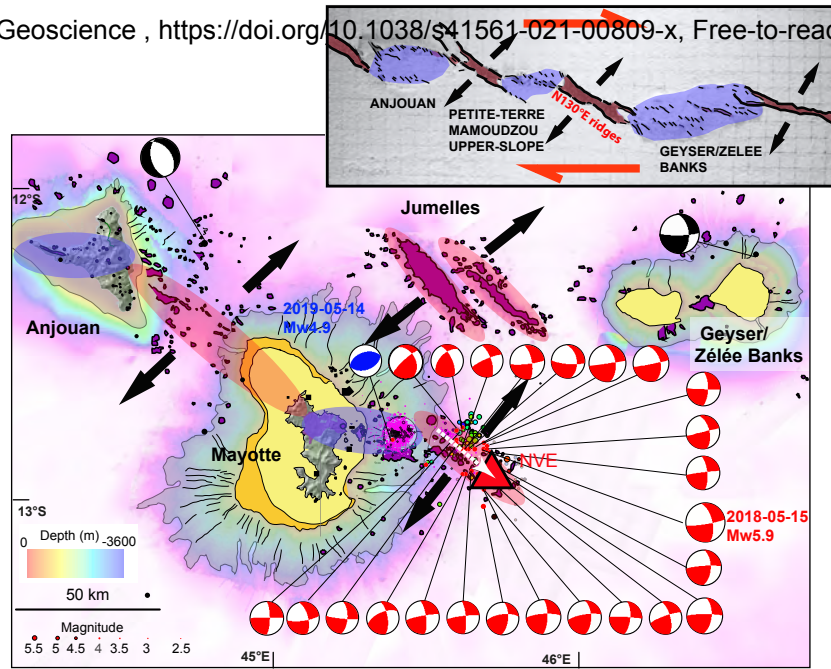 Geoscience , https://doi.org/10.1038/s41561-021-00809-x, Free-to-read
ANJOUAN
PETITE-TERRE
MAMOUDZOU
UPPER-SLOPE
N130°E ridges
GEYSER/ZELEE
BANKS
12°S
Jumelles
Anjouan
2019-05-14
Mw4.9
Geyser/
Zélée Banks
Mayotte
NVE
13°S
2018-05-15
Mw5.9
0 Depth (m) -3600
50 km
Magnitude
5.5 5 4.5 4 3.5 3 2.5
45°E
46°E